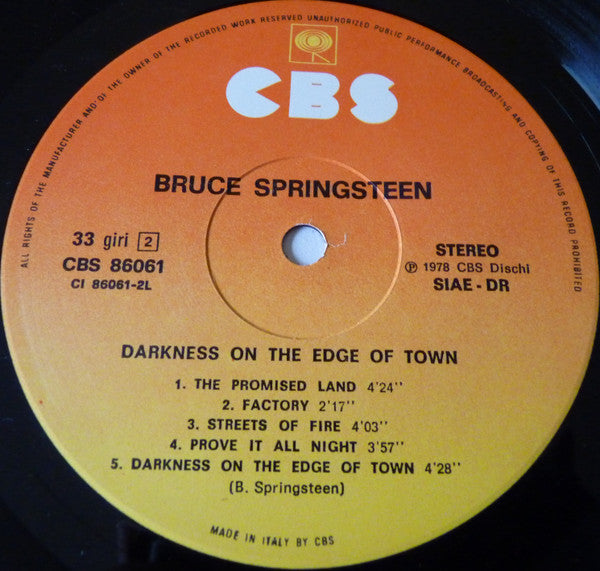 ALL RIGHTS OF THE MANUFACTURER AND OF THE OWNER OF THE RECORDED WORK RESERVED UNAUTHORIZED PUBLIC PERFORMANCE BROADCASTING AND COPYING OF THIS RECORD PROHIBITED
CBS
BRUCE SPRINGSTEEN
33 giri 2
CBS 86061
CI 86061-2L
STEREO
℗ 1978 CBS Dischi
SIAE - DR
DARKNESS ON THE EDGE OF TOWN
1. THE PROMISED LAND 4'24''
2. FACTORY 2'17''
3. STREETS OF FIRE 4'03''
4. PROVE IT ALL NIGHT 3'57''
5. DARKNESS ON THE EDGE OF TOWN 4'28''
(B. Springsteen)
MADE IN ITALY BY CBS